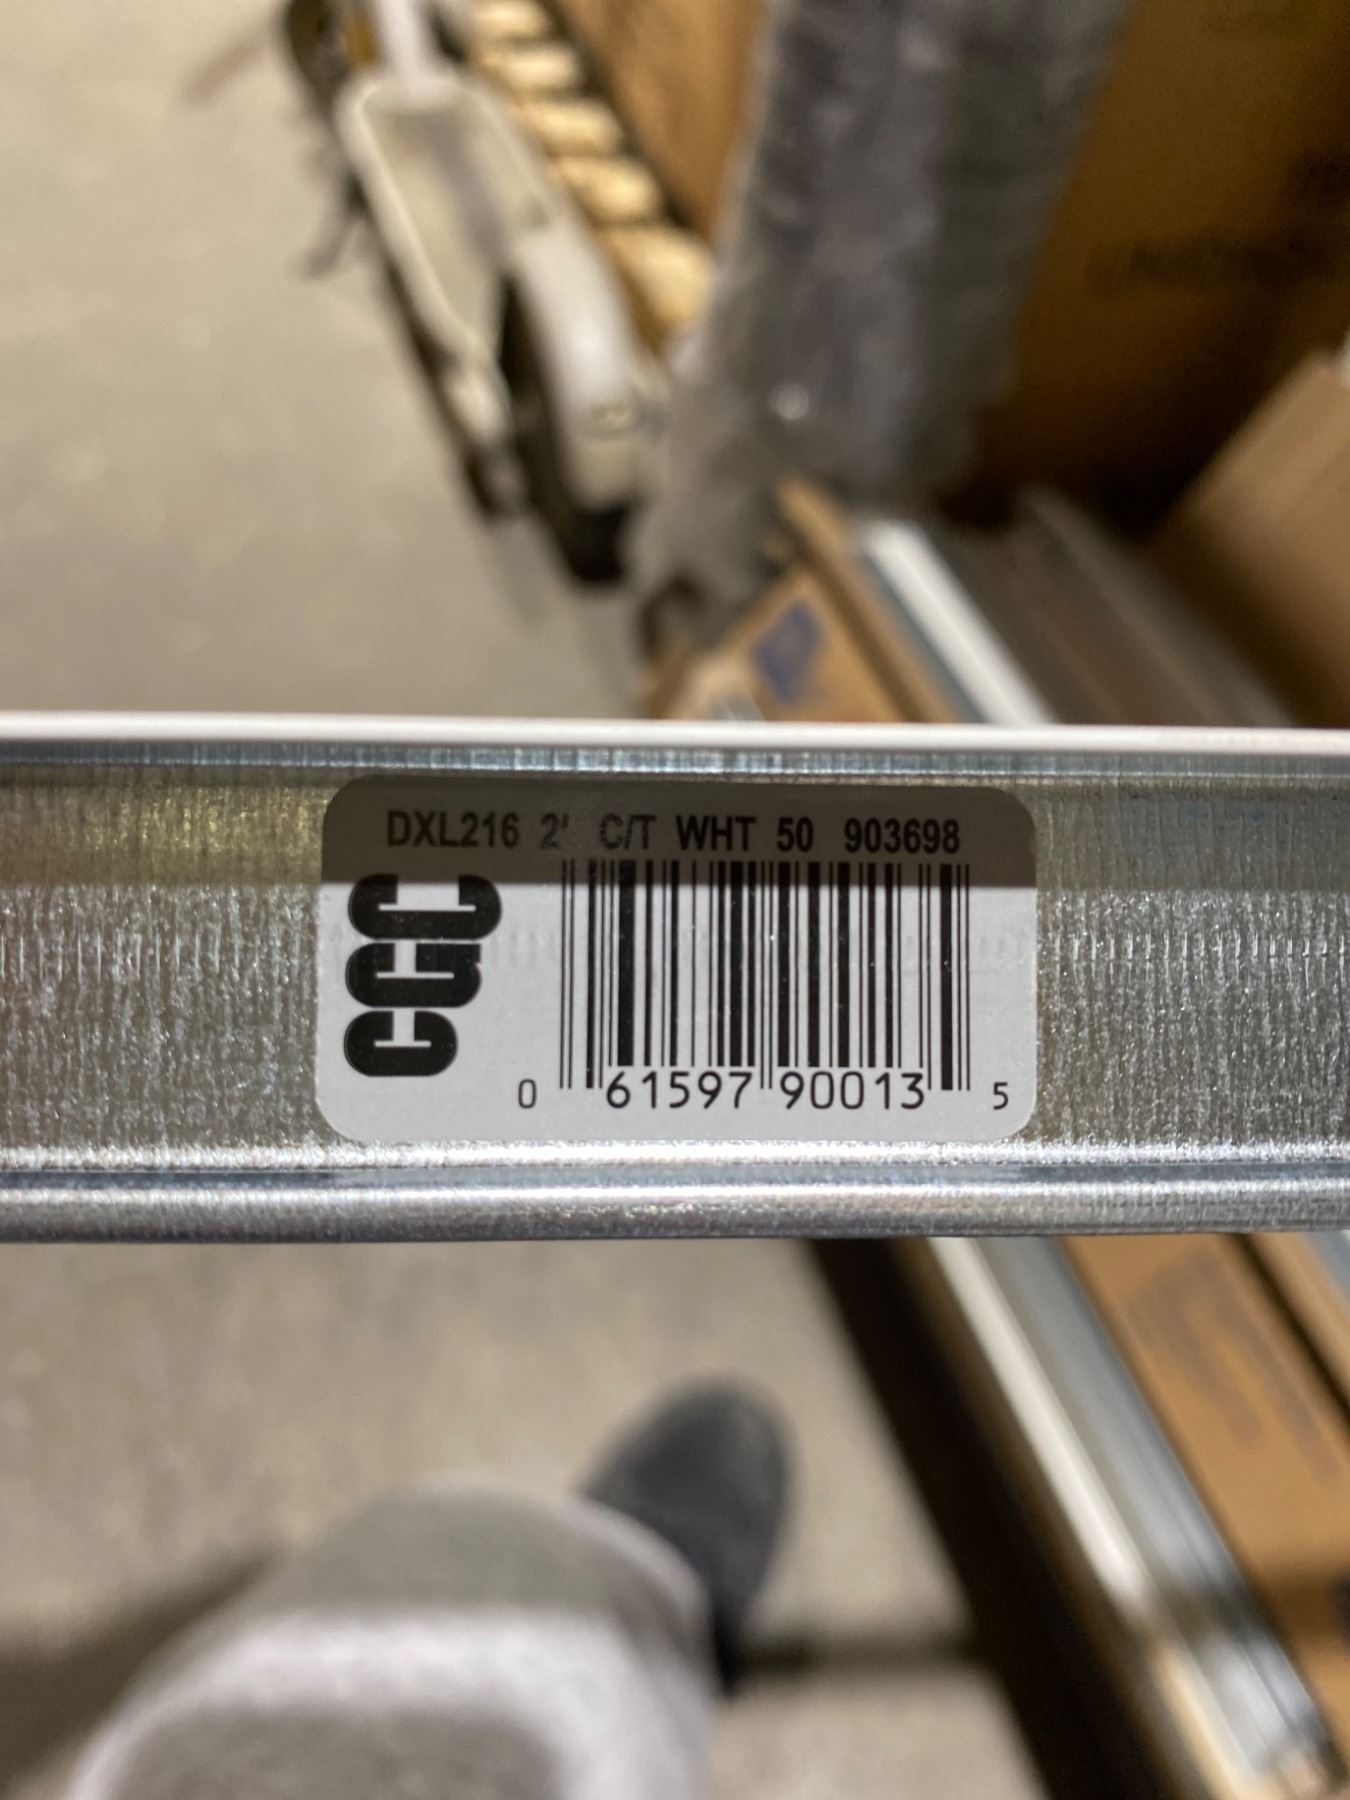 DXL216 2' C/T WHT 50 903698
CGC
0 61597 90013 5